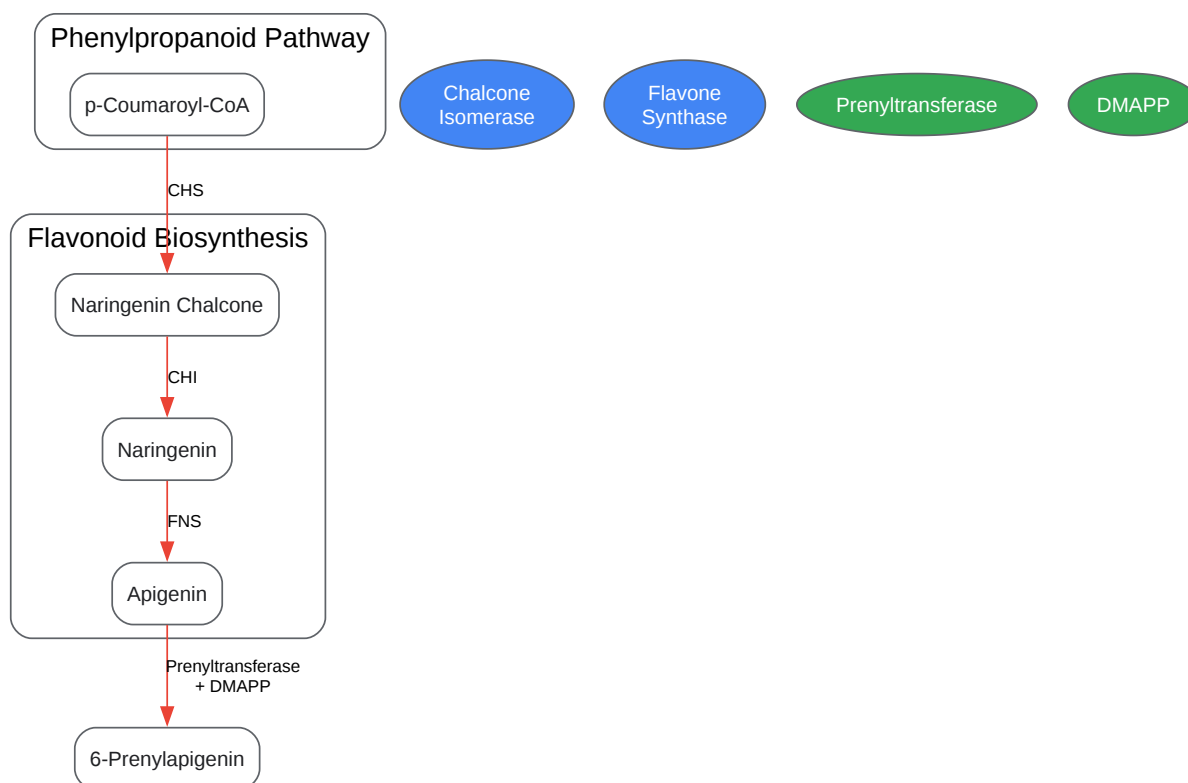 Phenylpropanoid Pathway
p-Coumaroyl-CoA
Chalcone
Isomerase
Flavone
Synthase
Prenyltransferase
DMAPP
CHS
Flavonoid Biosynthesis
Naringenin Chalcone
CHI
Naringenin
FNS
Apigenin
Prenyltransferase
+ DMAPP
6-Prenylapigenin